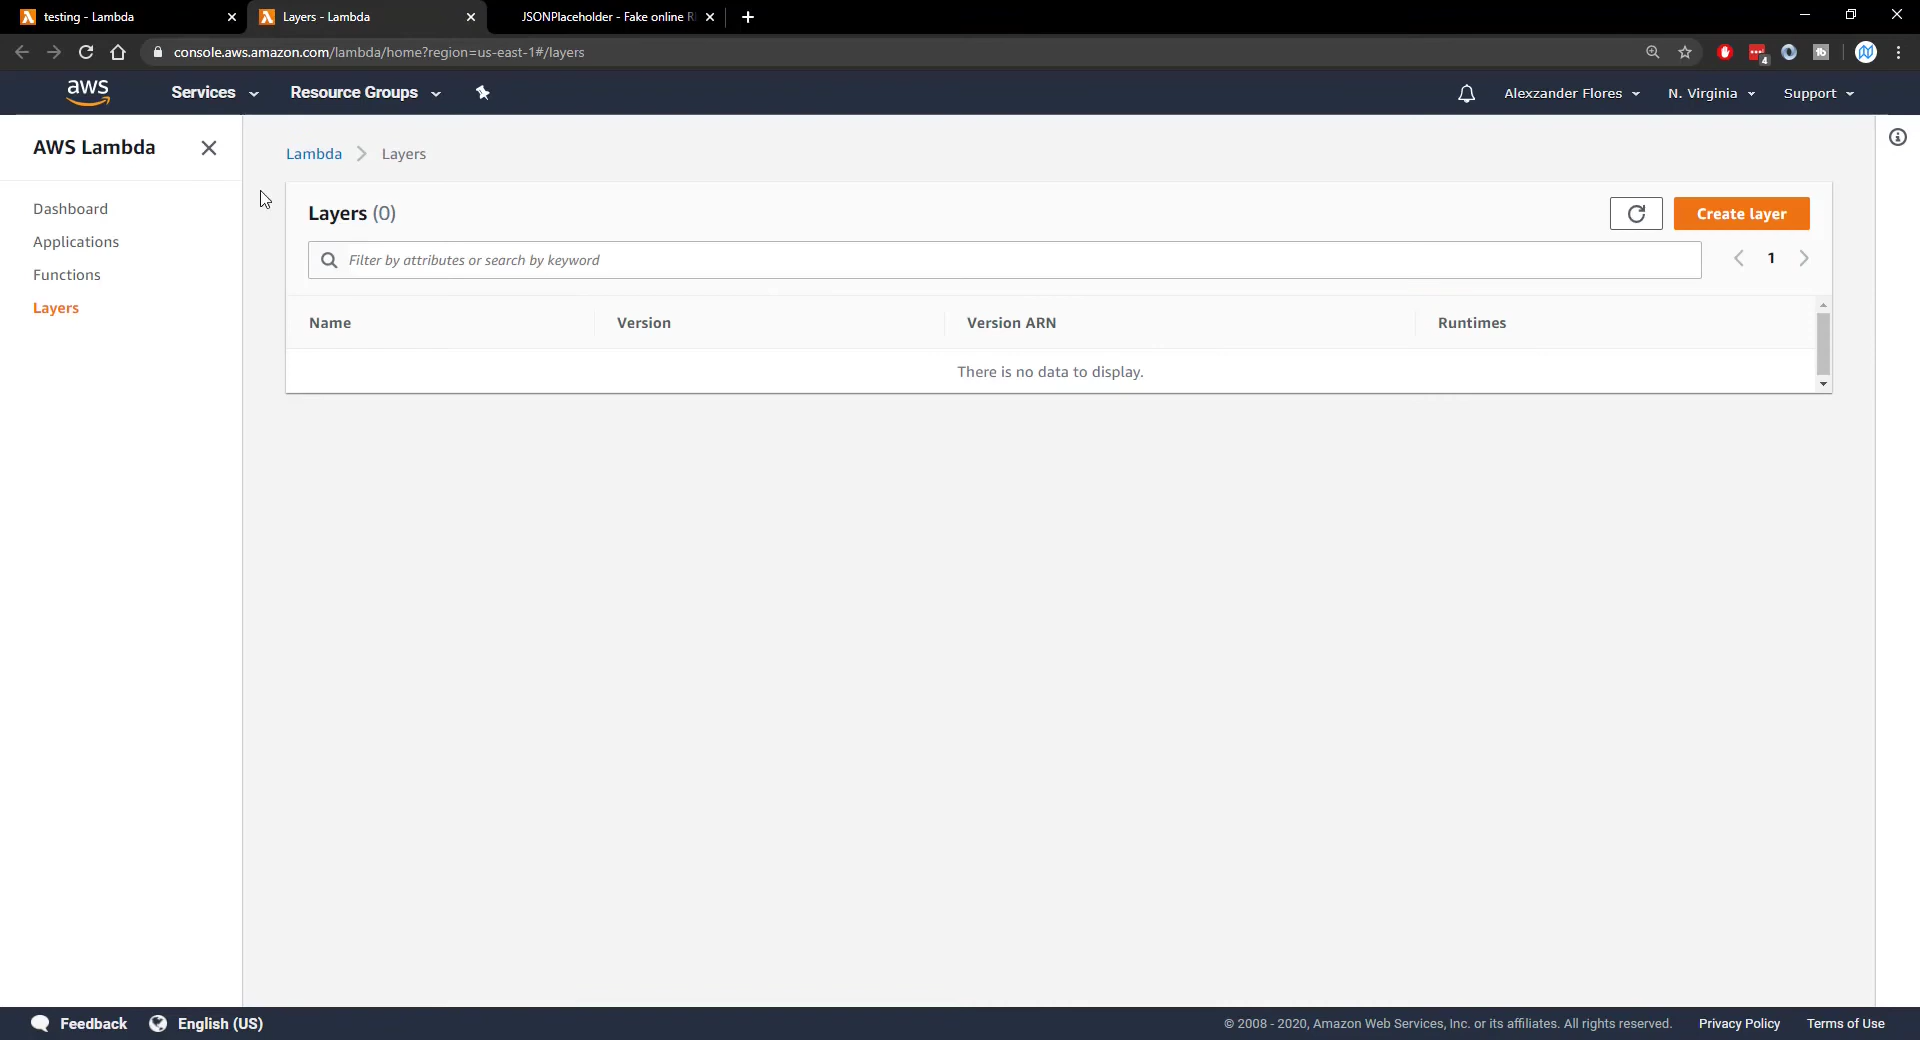 testing - Lambda
Layers - Lambda
JSONPlaceholder - Fake online R
console.aws.amazon.com/lambda/home?region=us-east-1#/layers
4
tb
aws
Services
Resource Groups
Alexzander Flores
N. Virginia
Support
AWS Lambda
Dashboard
Applications
Functions
Layers
Lambda
Layers
Layers (0)
Create layer
Filter by attributes or search by keyword
1
Name
Version
Version ARN
Runtimes
There is no data to display.
Feedback
English (US)
© 2008 - 2020, Amazon Web Services, Inc. or its affiliates. All rights reserved.
Privacy Policy
Terms of Use